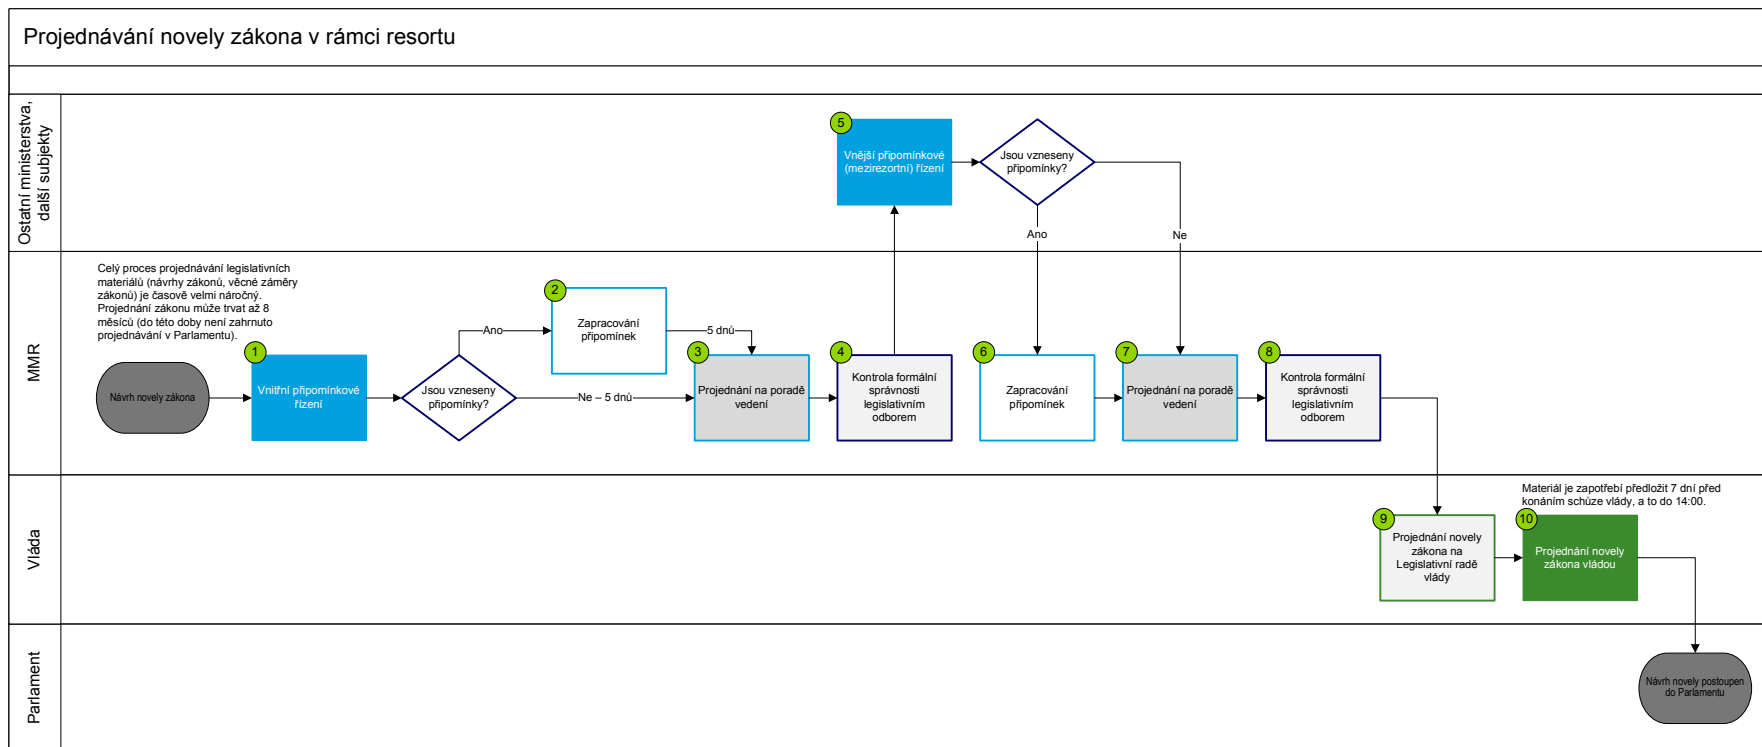 Projednávání novely zákona v rámci resortu
Ostatní ministerstva,
další subjekty
5
Vnější připomínkové
(mezirezortní) řízení
Jsou vzneseny
připomínky?
Ano
Ne
MMR
Celý proces projednávání legislativních
materiálů (návrhy zákonů, věcné záměry
zákonů) je časově velmi náročný.
Projednání zákonu může trvat až 8
měsíců (do této doby není zahrnuto
projednávání v Parlamentu).
Návrh novely zákona
1
Vnitřní připomínkové
řízení
Jsou vzneseny
připomínky?
Ano
2
Zapracování
připomínek
5 dnů
Ne – 5 dnů
3
Projednání na poradě
vedení
4
Kontrola formální
správnosti
legislativním
odborem
6
Zapracování
připomínek
7
Projednání na poradě
vedení
8
Kontrola formální
správnosti
legislativním
odborem
Vláda
9
Projednání novely
zákona na
Legislativní radě
vlády
Materiál je zapotřebí předložit 7 dní před
konáním schůze vlády, a to do 14:00.
10
Projednání novely
zákona vládou
Parlament
Návrh novely postoupen
do Parlamentu